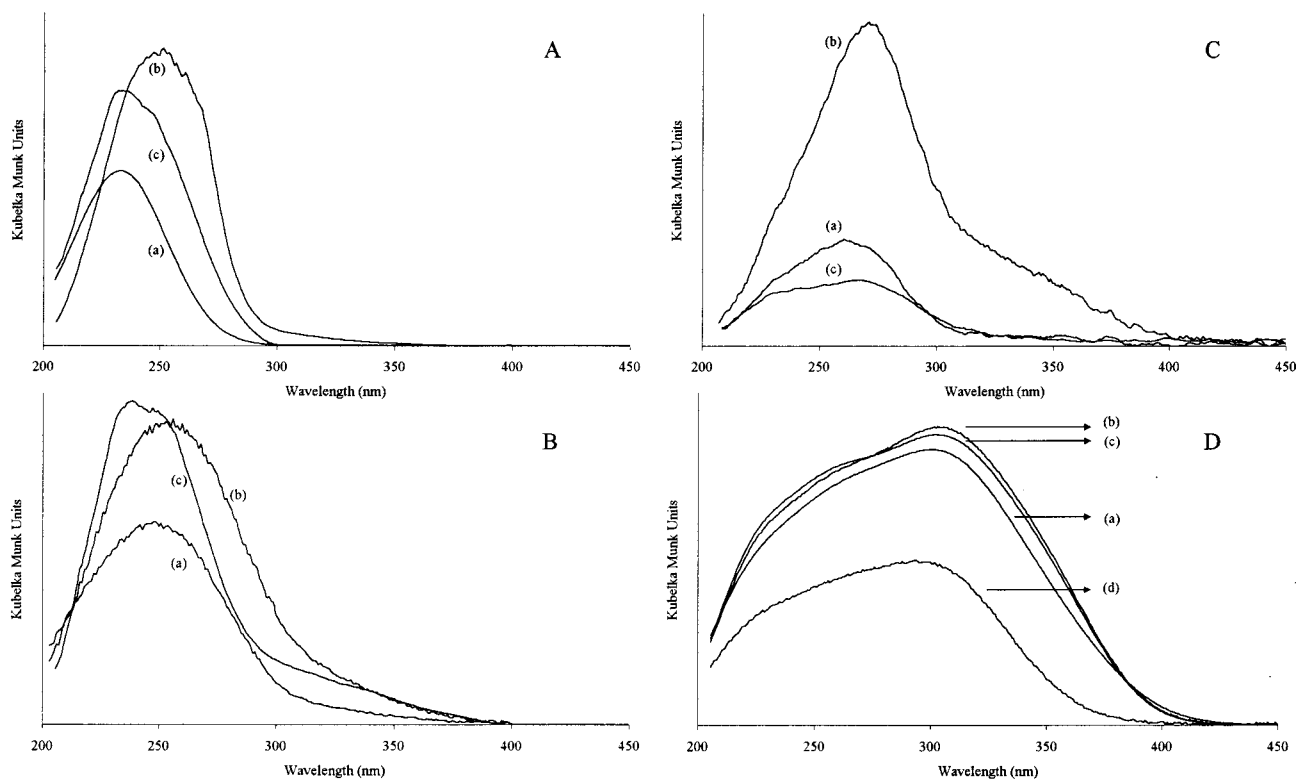 A
(b)
(c)
(a)
Kubelka Munk Units
200 250 300 350 400 450
Wavelength (nm)
C
(b)
(a)
(c)
Kubelka Munk Units
200 250 300 350 400 450
Wavelength (nm)
B
(c)
(b)
(a)
Kubelka Munk Units
200 250 300 350 400 450
Wavelength (nm)
D
(b)
(c)
(a)
(d)
Kubelka Munk Units
200 250 300 350 400 450
Wavelength (nm)